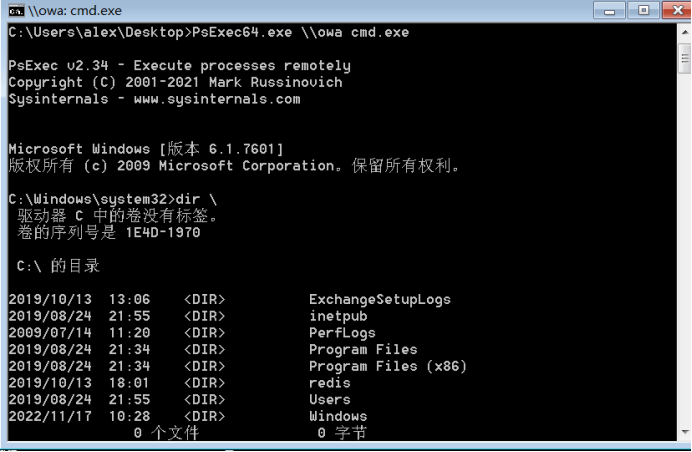 \\owa: cmd.exe
C:\Users\alex\Desktop>PsExec64.exe \\owa cmd.exe
PsExec v2.34 - Execute processes remotely
Copyright (C) 2001-2021 Mark Russinovich
Sysinternals - www.sysinternals.com
Microsoft Windows [版本 6.1.7601]
版权所有 (c) 2009 Microsoft Corporation。保留所有权利。
C:\Windows\system32>dir \
驱动器 C 中的卷没有标签。
卷的序列号是 1E4D-1970
C:\ 的目录
2019/10/13  13:06    <DIR>          ExchangeSetupLogs
2019/08/24  21:55    <DIR>          inetpub
2009/07/14  11:20    <DIR>          PerfLogs
2019/08/24  21:34    <DIR>          Program Files
2019/08/24  21:34    <DIR>          Program Files (x86)
2019/10/13  18:01    <DIR>          redis
2019/08/24  21:55    <DIR>          Users
2022/11/17  10:28    <DIR>          Windows
0 个文件              0 字节